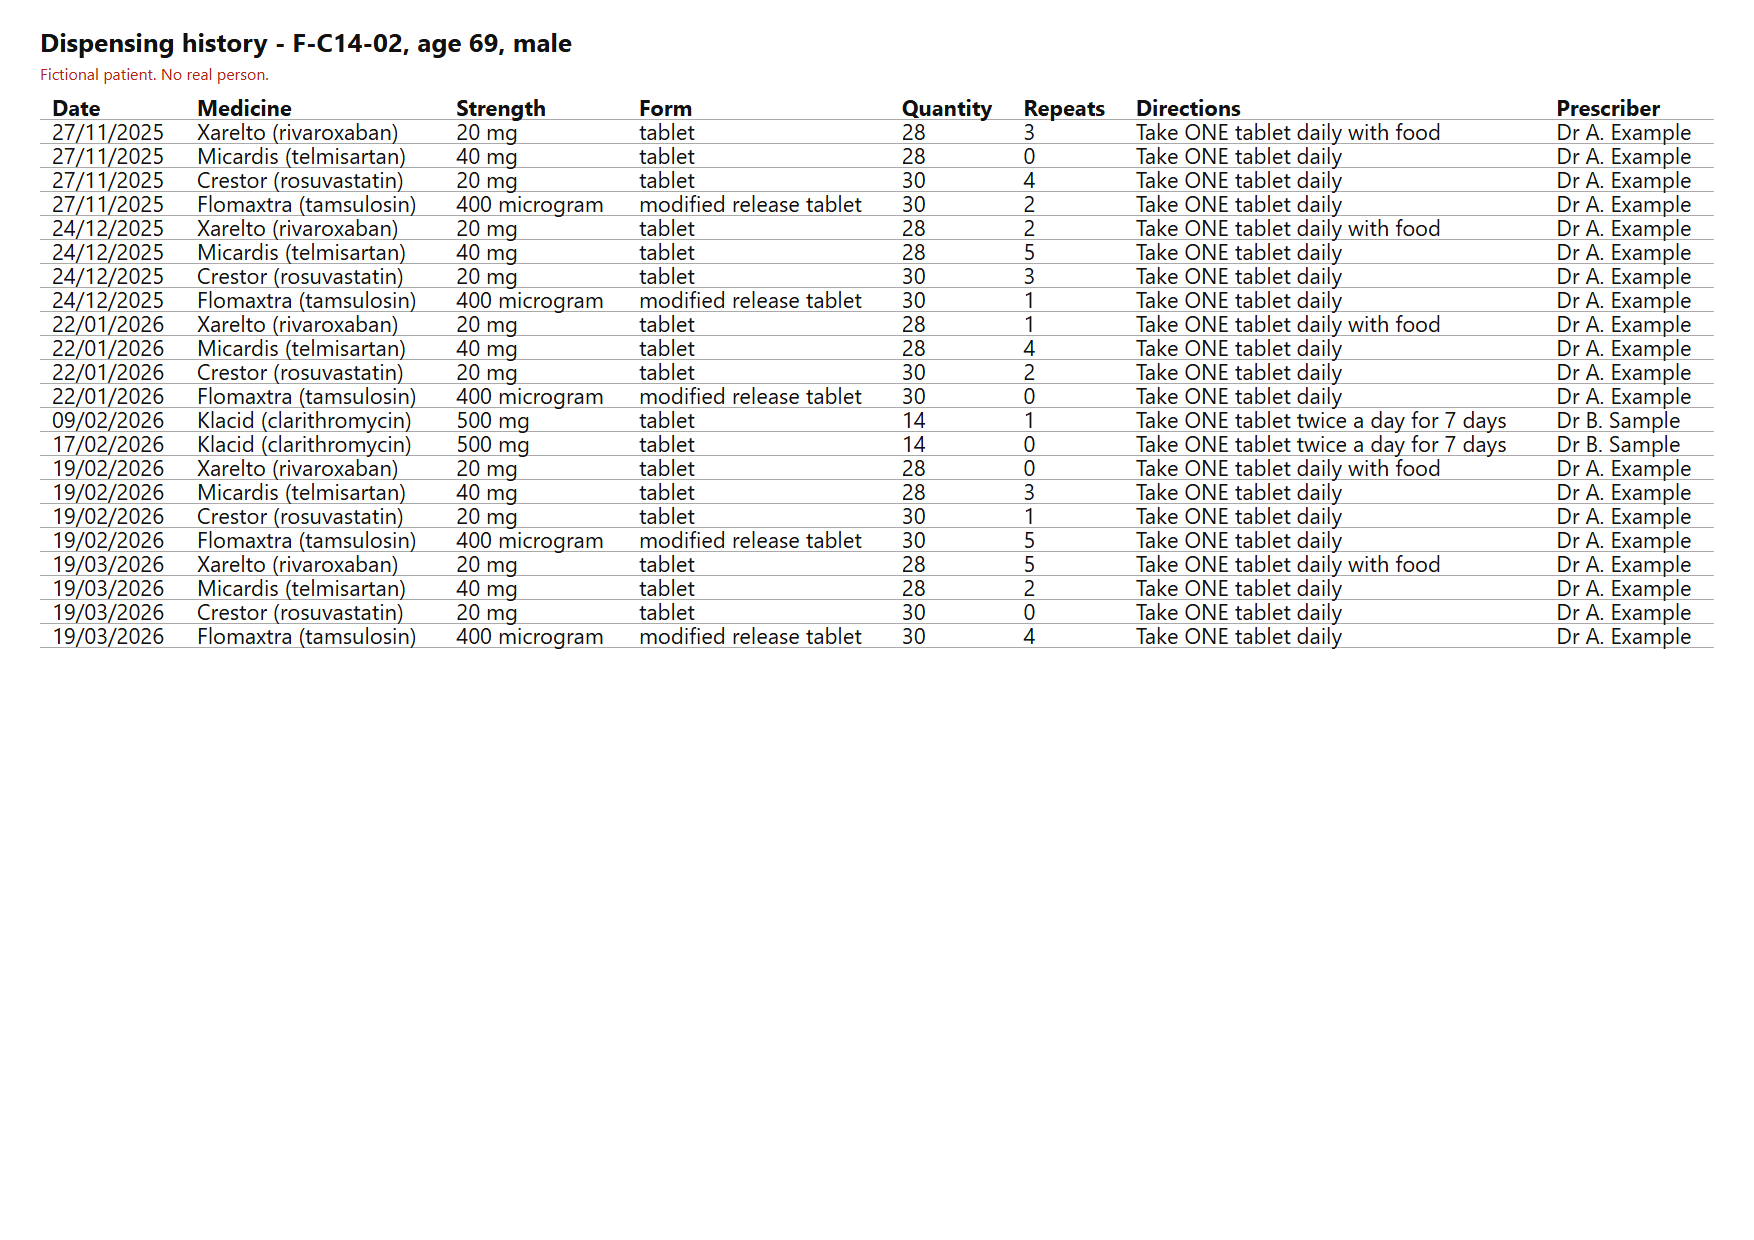 Dispensing history - F-C14-02, age 69, male
Fictional patient. No real person.
Date Medicine Strength Form Quantity Repeats Directions Prescriber
27/11/2025 Xarelto (rivaroxaban) 20 mg tablet 28 3 Take ONE tablet daily with food Dr A. Example
27/11/2025 Micardis (telmisartan) 40 mg tablet 28 0 Take ONE tablet daily Dr A. Example
27/11/2025 Crestor (rosuvastatin) 20 mg tablet 30 4 Take ONE tablet daily Dr A. Example
27/11/2025 Flomaxtra (tamsulosin) 400 microgram modified release tablet 30 2 Take ONE tablet daily Dr A. Example
24/12/2025 Xarelto (rivaroxaban) 20 mg tablet 28 2 Take ONE tablet daily with food Dr A. Example
24/12/2025 Micardis (telmisartan) 40 mg tablet 28 5 Take ONE tablet daily Dr A. Example
24/12/2025 Crestor (rosuvastatin) 20 mg tablet 30 3 Take ONE tablet daily Dr A. Example
24/12/2025 Flomaxtra (tamsulosin) 400 microgram modified release tablet 30 1 Take ONE tablet daily Dr A. Example
22/01/2026 Xarelto (rivaroxaban) 20 mg tablet 28 1 Take ONE tablet daily with food Dr A. Example
22/01/2026 Micardis (telmisartan) 40 mg tablet 28 4 Take ONE tablet daily Dr A. Example
22/01/2026 Crestor (rosuvastatin) 20 mg tablet 30 2 Take ONE tablet daily Dr A. Example
22/01/2026 Flomaxtra (tamsulosin) 400 microgram modified release tablet 30 0 Take ONE tablet daily Dr A. Example
09/02/2026 Klacid (clarithromycin) 500 mg tablet 14 1 Take ONE tablet twice a day for 7 days Dr B. Sample
17/02/2026 Klacid (clarithromycin) 500 mg tablet 14 0 Take ONE tablet twice a day for 7 days Dr B. Sample
19/02/2026 Xarelto (rivaroxaban) 20 mg tablet 28 0 Take ONE tablet daily with food Dr A. Example
19/02/2026 Micardis (telmisartan) 40 mg tablet 28 3 Take ONE tablet daily Dr A. Example
19/02/2026 Crestor (rosuvastatin) 20 mg tablet 30 1 Take ONE tablet daily Dr A. Example
19/02/2026 Flomaxtra (tamsulosin) 400 microgram modified release tablet 30 5 Take ONE tablet daily Dr A. Example
19/03/2026 Xarelto (rivaroxaban) 20 mg tablet 28 5 Take ONE tablet daily with food Dr A. Example
19/03/2026 Micardis (telmisartan) 40 mg tablet 28 2 Take ONE tablet daily Dr A. Example
19/03/2026 Crestor (rosuvastatin) 20 mg tablet 30 0 Take ONE tablet daily Dr A. Example
19/03/2026 Flomaxtra (tamsulosin) 400 microgram modified release tablet 30 4 Take ONE tablet daily Dr A. Example